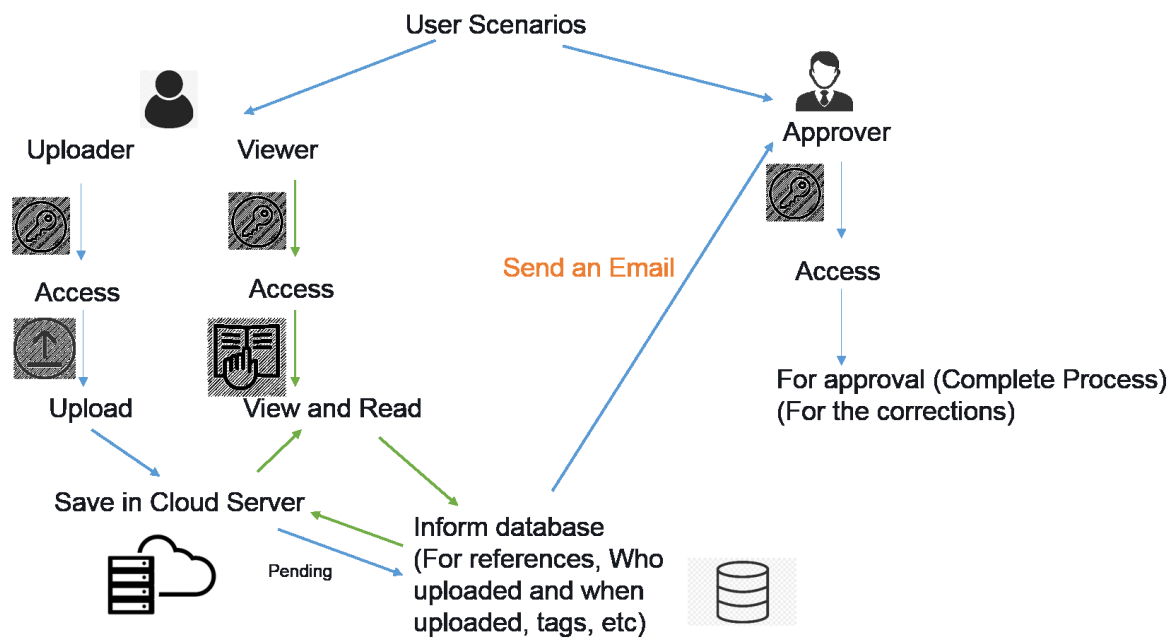 User Scenarios
Uploader
Viewer
Approver
Access
Access
Send an Email
Access
Upload
View and Read
For approval (Complete Process)
(For the corrections)
Save in Cloud Server
Pending
Inform database
(For references, Who
uploaded and when
uploaded, tags, etc)